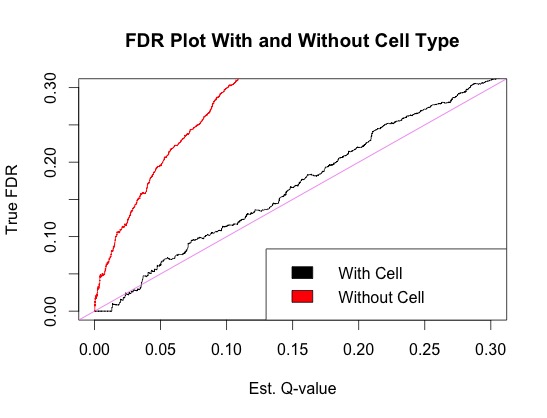 FDR Plot With and Without Cell Type
True FDR
0.30
0.20
0.10
0.00
With Cell
Without Cell
0.00 0.05 0.10 0.15 0.20 0.25 0.30
Est. Q-value